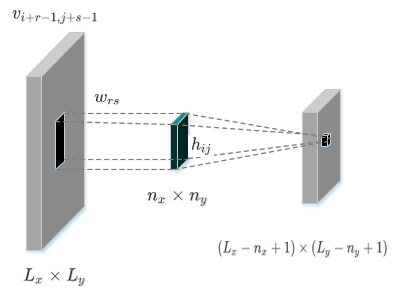 v_{i+r−1,j+s−1}
w_{rs}
h_{ij}
n_x × n_y
(L_x − n_x + 1) × (L_y − n_y + 1)
L_x × L_y